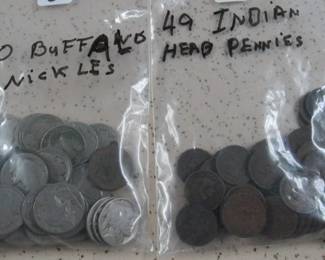 0 BUFFALO
NICKLES
49 INDIAN
HEAD PENNIES